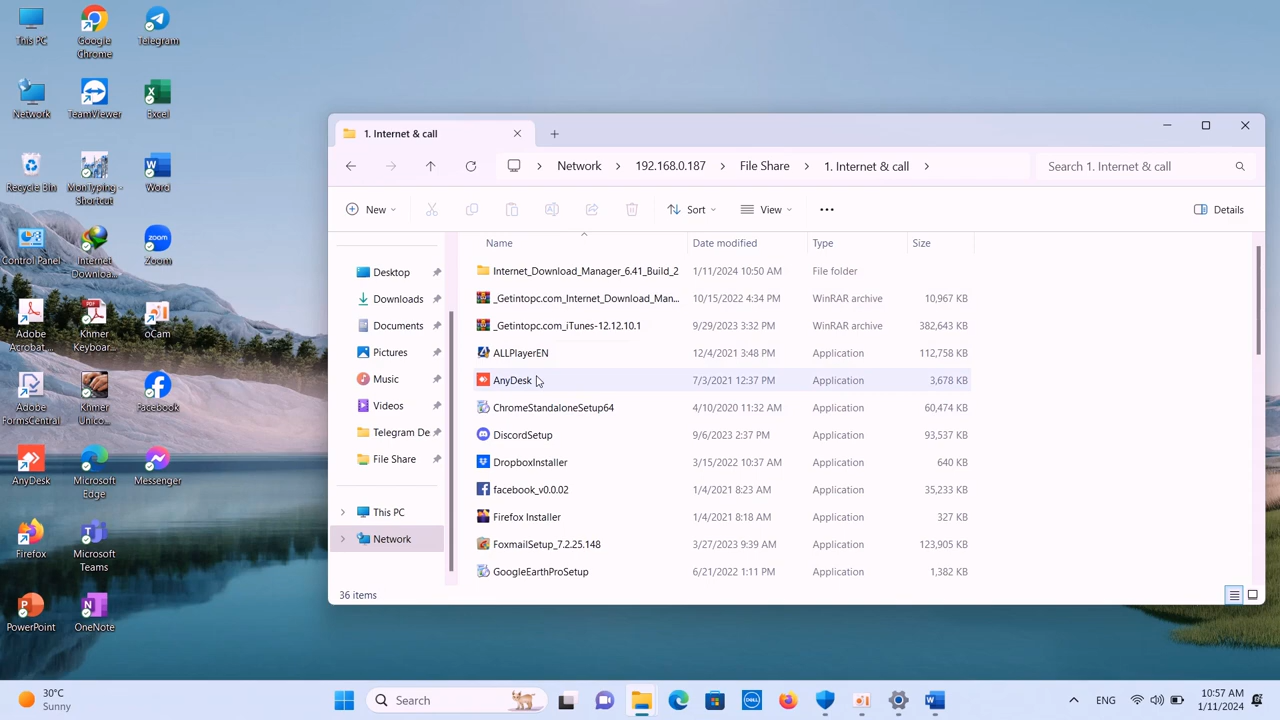 This PC
Google
Chrome
Telegram
Network
TeamViewer
Excel
Recycle Bin
MonTyping -
Shortcut
Word
Control Panel
Internet
Downloa...
Zoom
zoom
Adobe
Acrobat...
Khmer
Keyboar...
oCam
Adobe
FormsCentral
Khmer
Unico...
Facebook
AnyDesk
Microsoft
Edge
Messenger
Firefox
Microsoft
Teams
PowerPoint
OneNote
1. Internet & call
Network
192.168.0.187
File Share
1. Internet & call
Search 1. Internet & call
New
Sort
View
Details
Name
Date modified
Type
Size
Desktop
Downloads
Documents
Pictures
Music
Videos
Telegram De
File Share
This PC
Network
Internet_Download_Manager_6.41_Build_2 1/11/2024 10:50 AM File folder
_Getintopc.com_Internet_Download_Man... 10/15/2022 4:34 PM WinRAR archive 10,967 KB
_Getintopc.com_iTunes-12.12.10.1 9/29/2023 3:32 PM WinRAR archive 382,643 KB
ALLPlayerEN 12/4/2021 3:48 PM Application 112,758 KB
AnyDesk 7/3/2021 12:37 PM Application 3,678 KB
ChromeStandaloneSetup64 4/10/2020 11:32 AM Application 60,474 KB
DiscordSetup 9/6/2023 2:37 PM Application 93,537 KB
DropboxInstaller 3/15/2022 10:37 AM Application 640 KB
facebook_v0.0.02 1/4/2021 8:23 AM Application 35,233 KB
Firefox Installer 1/4/2021 8:18 AM Application 327 KB
FoxmailSetup_7.2.25.148 3/27/2023 9:39 AM Application 123,905 KB
GoogleEarthProSetup 6/21/2022 1:11 PM Application 1,382 KB
36 items
30°C
Sunny
Search
DELL
ENG
10:57 AM
1/11/2024